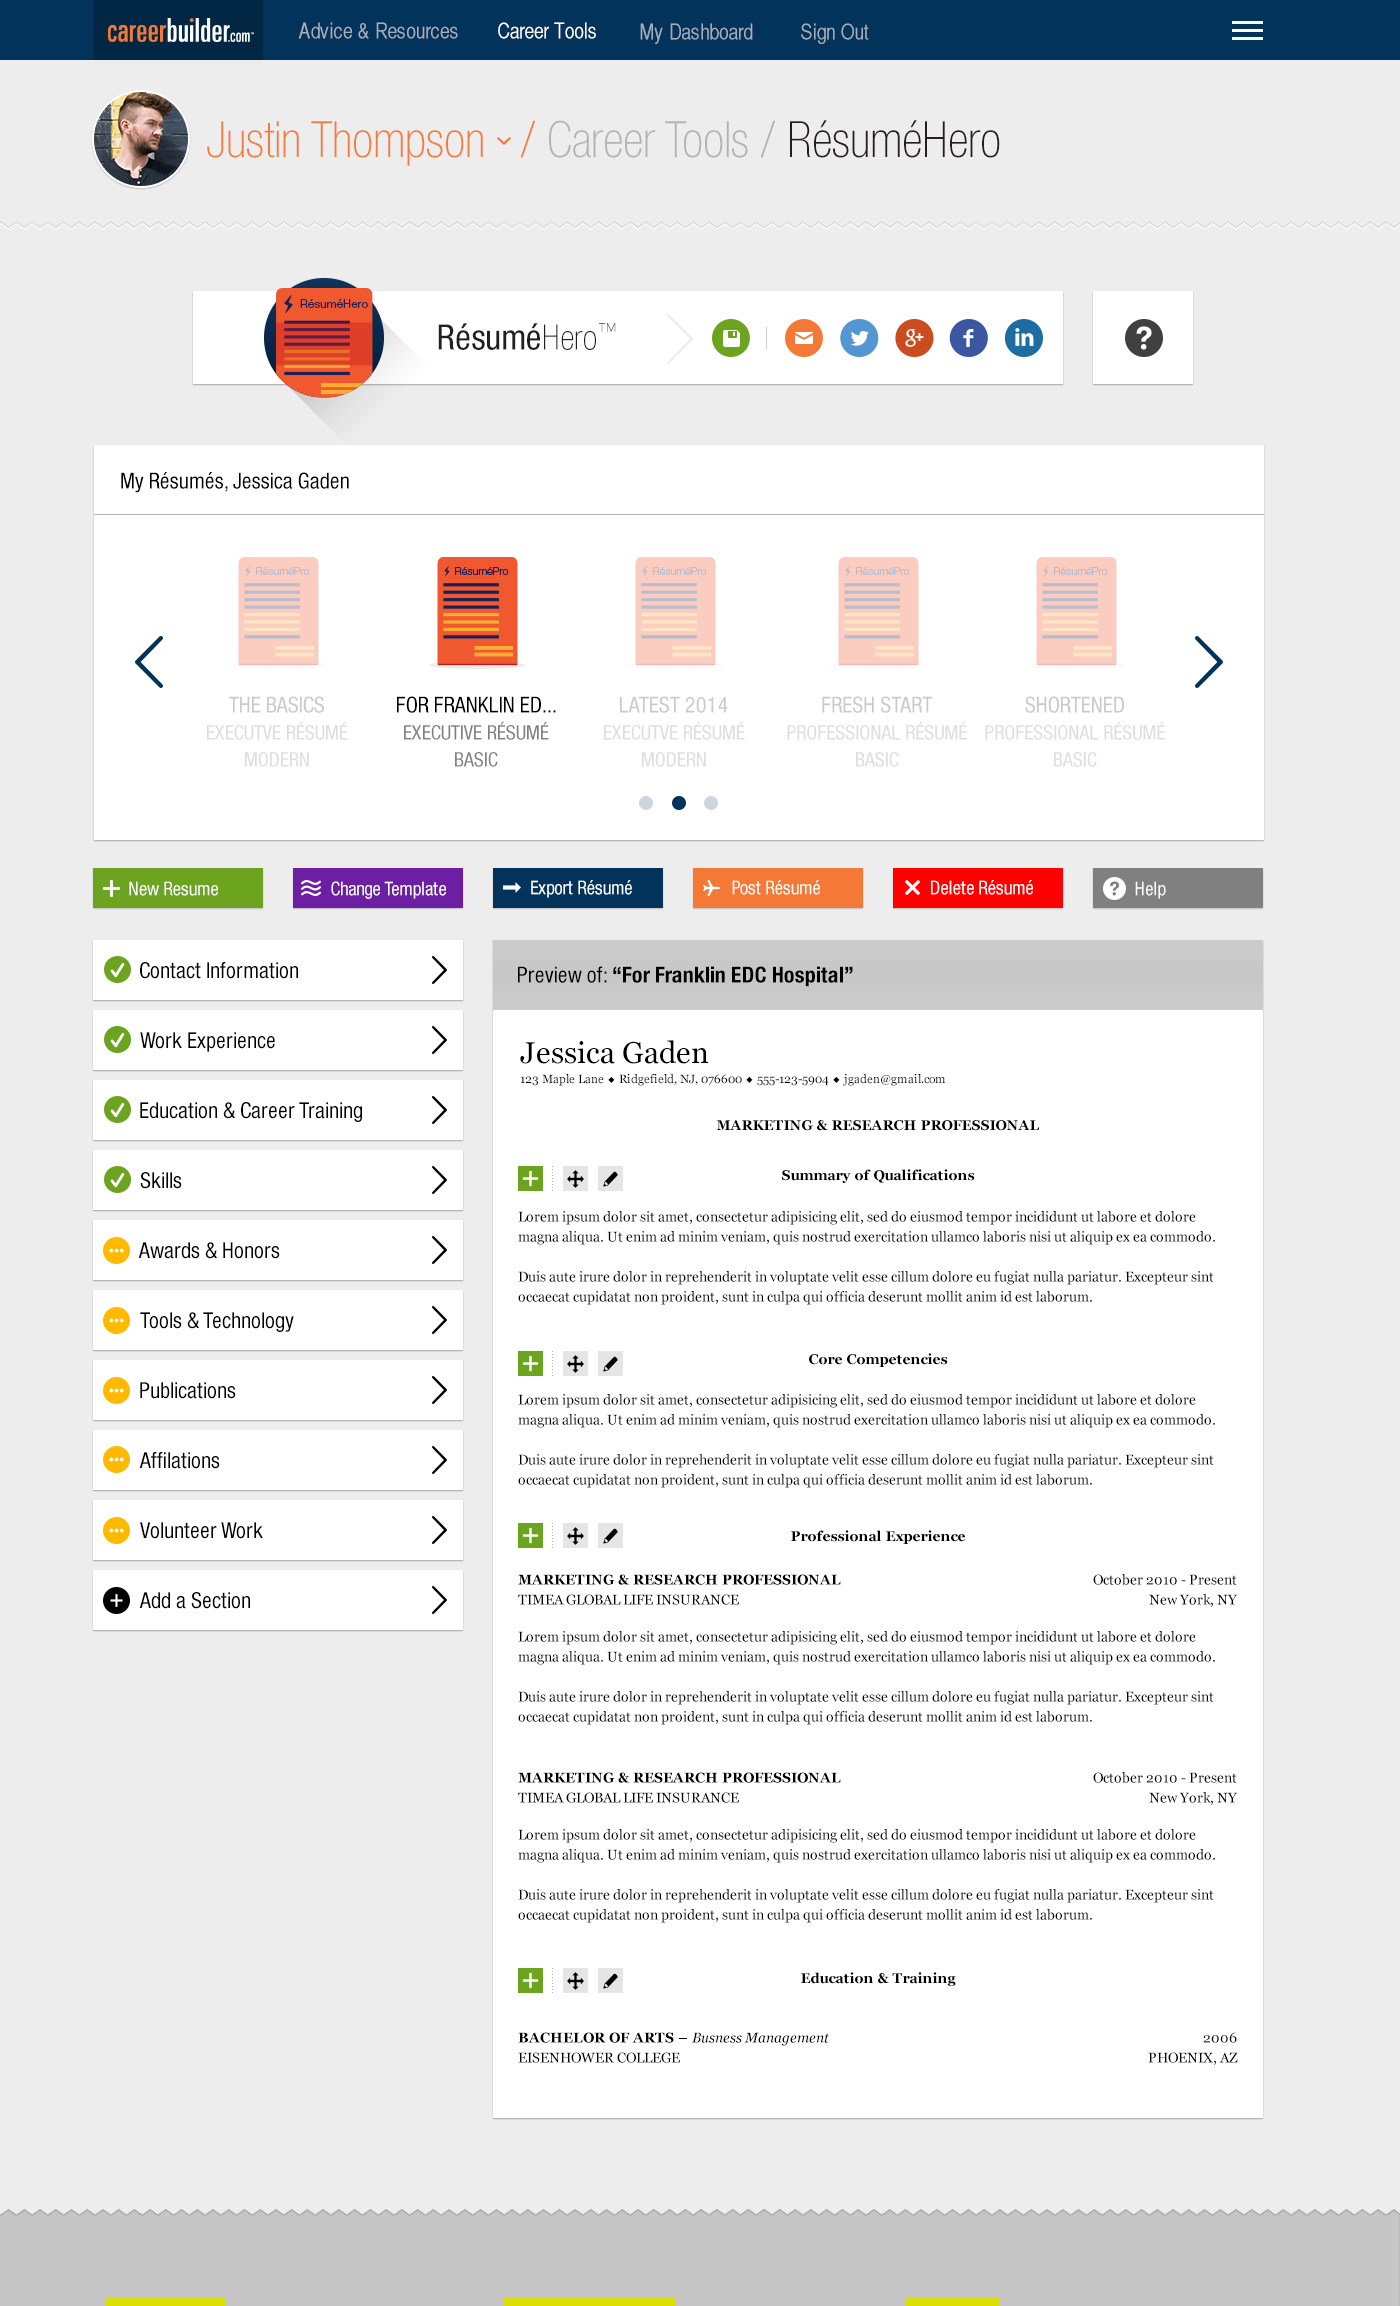 careerbuilder.com™
Advice & Resources
Career Tools
My Dashboard
Sign Out
Justin Thompson / Career Tools / RésuméHero
RésuméHero
RésuméHero™
g+
f
in
?
My Résumés, Jessica Gaden
RésuméPro
RésuméPro
RésuméPro
RésuméPro
RésuméPro
THE BASICS
EXECUTVE RÉSUMÉ
MODERN
FOR FRANKLIN ED...
EXECUTIVE RÉSUMÉ
BASIC
LATEST 2014
EXECUTVE RÉSUMÉ
MODERN
FRESH START
PROFESSIONAL RÉSUMÉ
BASIC
SHORTENED
PROFESSIONAL RÉSUMÉ
BASIC
New Resume
Change Template
Export Résumé
Post Résumé
Delete Résumé
? Help
Contact Information
Work Experience
Education & Career Training
Skills
Awards & Honors
Tools & Technology
Publications
Affilations
Volunteer Work
Add a Section
Preview of: “For Franklin EDC Hospital”
Jessica Gaden
123 Maple Lane ◆ Ridgefield, NJ, 076600 ◆ 555-123-5904 ◆ jgaden@gmail.com
MARKETING & RESEARCH PROFESSIONAL
Summary of Qualifications
Lorem ipsum dolor sit amet, consectetur adipisicing elit, sed do eiusmod tempor incididunt ut labore et dolore
magna aliqua. Ut enim ad minim veniam, quis nostrud exercitation ullamco laboris nisi ut aliquip ex ea commodo.
Duis aute irure dolor in reprehenderit in voluptate velit esse cillum dolore eu fugiat nulla pariatur. Excepteur sint
occaecat cupidatat non proident, sunt in culpa qui officia deserunt mollit anim id est laborum.
Core Competencies
Lorem ipsum dolor sit amet, consectetur adipisicing elit, sed do eiusmod tempor incididunt ut labore et dolore
magna aliqua. Ut enim ad minim veniam, quis nostrud exercitation ullamco laboris nisi ut aliquip ex ea commodo.
Duis aute irure dolor in reprehenderit in voluptate velit esse cillum dolore eu fugiat nulla pariatur. Excepteur sint
occaecat cupidatat non proident, sunt in culpa qui officia deserunt mollit anim id est laborum.
Professional Experience
MARKETING & RESEARCH PROFESSIONAL October 2010 - Present
TIMEA GLOBAL LIFE INSURANCE New York, NY
Lorem ipsum dolor sit amet, consectetur adipisicing elit, sed do eiusmod tempor incididunt ut labore et dolore
magna aliqua. Ut enim ad minim veniam, quis nostrud exercitation ullamco laboris nisi ut aliquip ex ea commodo.
Duis aute irure dolor in reprehenderit in voluptate velit esse cillum dolore eu fugiat nulla pariatur. Excepteur sint
occaecat cupidatat non proident, sunt in culpa qui officia deserunt mollit anim id est laborum.
MARKETING & RESEARCH PROFESSIONAL October 2010 - Present
TIMEA GLOBAL LIFE INSURANCE New York, NY
Lorem ipsum dolor sit amet, consectetur adipisicing elit, sed do eiusmod tempor incididunt ut labore et dolore
magna aliqua. Ut enim ad minim veniam, quis nostrud exercitation ullamco laboris nisi ut aliquip ex ea commodo.
Duis aute irure dolor in reprehenderit in voluptate velit esse cillum dolore eu fugiat nulla pariatur. Excepteur sint
occaecat cupidatat non proident, sunt in culpa qui officia deserunt mollit anim id est laborum.
Education & Training
BACHELOR OF ARTS – Busness Management 2006
EISENHOWER COLLEGE PHOENIX, AZ